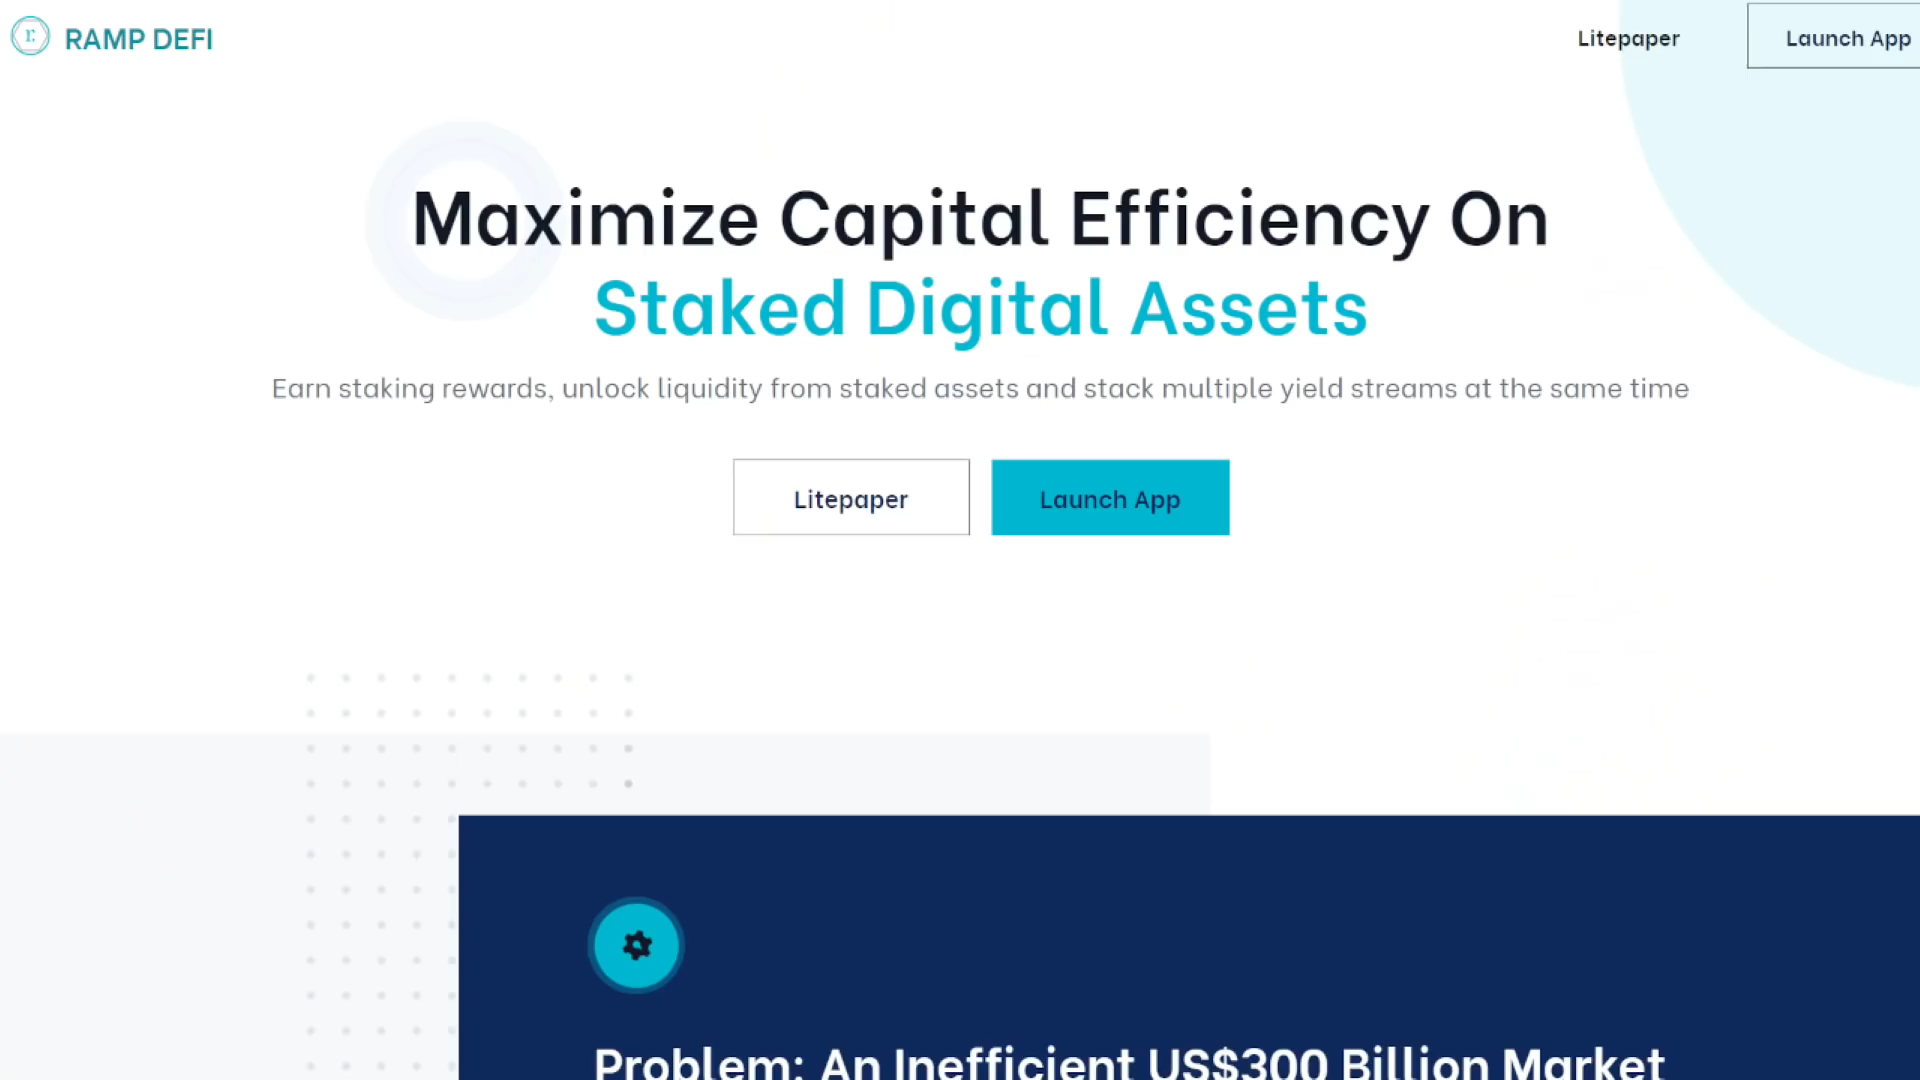 RAMP DEFI
Litepaper
Launch App
Maximize Capital Efficiency On
Staked Digital Assets
Earn staking rewards, unlock liquidity from staked assets and stack multiple yield streams at the same time
Litepaper
Launch App
Problem: An Inefficient US$300 Billion Market